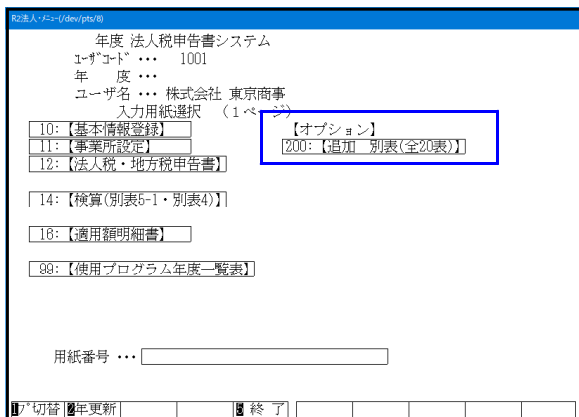 R2法人・ﾒﾆｭｰ(/dev/pts/8)
年度 法人税申告書システム
ﾕｰｻﾞｺｰﾄﾞ ･･･ 1001
年 度 ･･･
ユーザ名 ･･･ 株式会社 東京商事
入力用紙選択 （１ページ）
10:【基本情報登録】 【オプション】
11:【事業所設定】 200:【追加 別表(全20表)】
12:【法人税・地方税申告書】
14:【検算(別表5-1・別表4)】
16:【適用額明細書】
99:【使用プログラム年度一覧表】
用紙番号 ･･･
1ﾌﾟ切替 2年更新 5 終 了